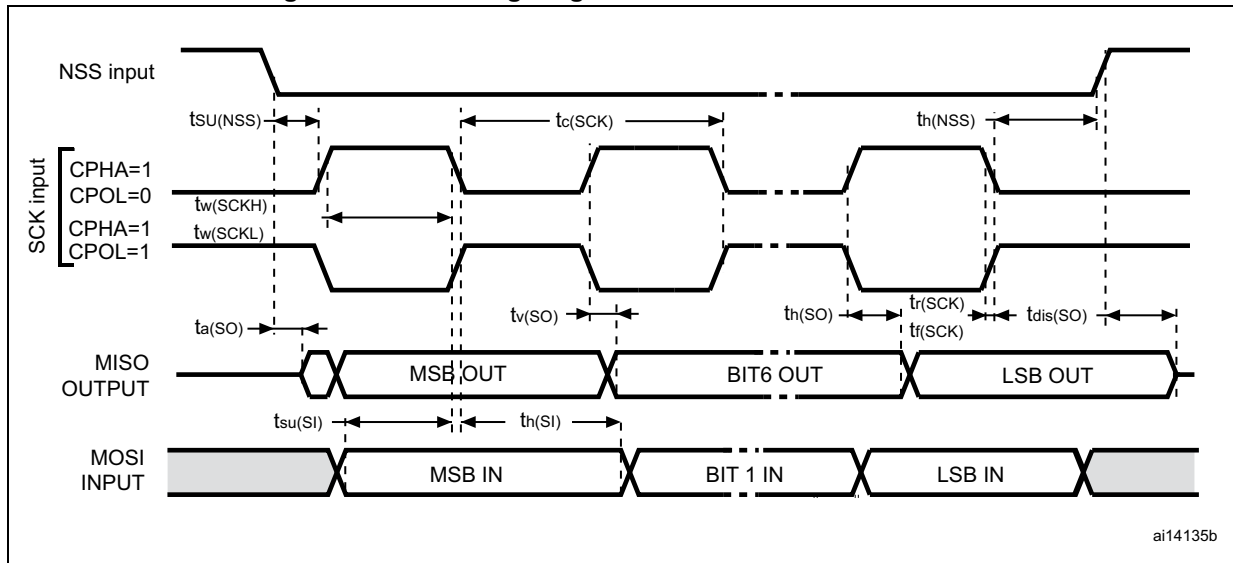 NSS input
tSU(NSS)
tc(SCK)
th(NSS)
SCK input
CPHA=1
CPOL=0
tw(SCKH)
CPHA=1
tw(SCKL)
CPOL=1
ta(SO)
tv(SO)
th(SO)
tr(SCK)
tf(SCK)
tdis(SO)
MISO
OUTPUT
MSB OUT
BIT6 OUT
LSB OUT
tsu(SI)
th(SI)
MOSI
INPUT
MSB IN
BIT 1 IN
LSB IN
ai14135b